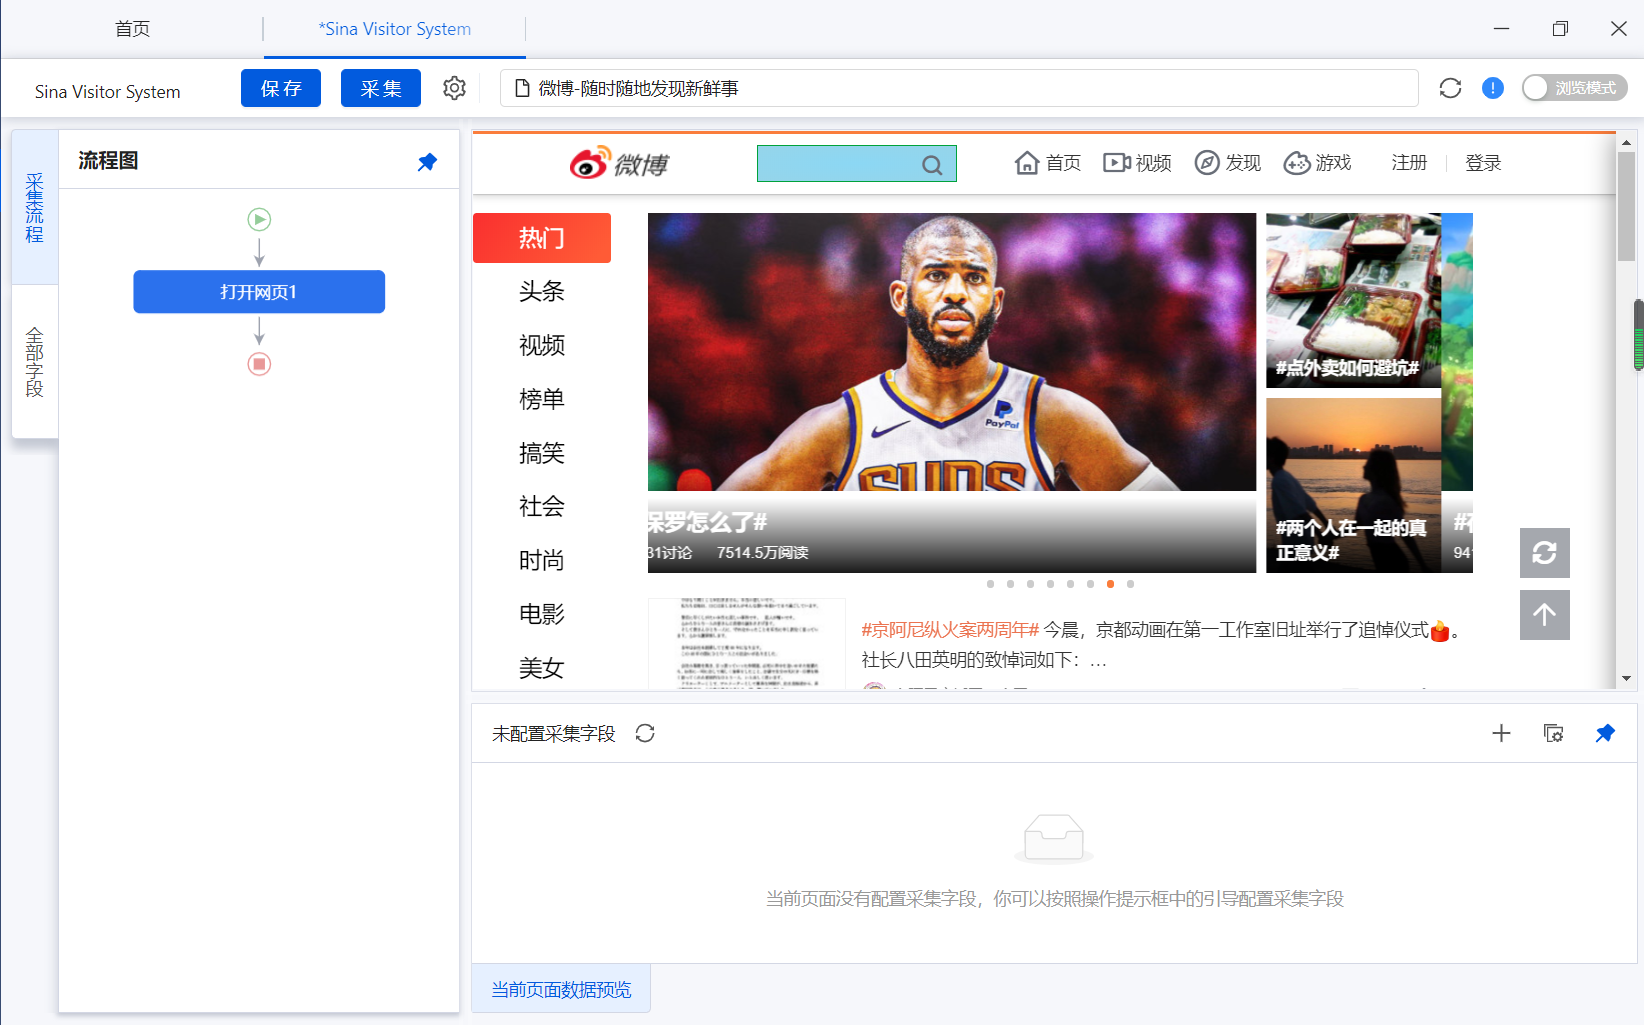 首页
*Sina Visitor System
Sina Visitor System
保存
采集
微博-随时随地发现新鲜事
浏览模式
采集流程
全部字段
流程图
打开网页1
微博
首页
视频
发现
游戏
注册
登录
热门
头条
视频
榜单
搞笑
社会
时尚
电影
美女
PayPal
SUNS
保罗怎么了#
31讨论 7514.5万阅读
#点外卖如何避坑#
#两个人在一起的真
正意义#
#京阿尼纵火案两周年# 今晨，京都动画在第一工作室旧址举行了追悼仪式。
社长八田英明的致悼词如下：...
未配置采集字段
当前页面没有配置采集字段，你可以按照操作提示框中的引导配置采集字段
当前页面数据预览